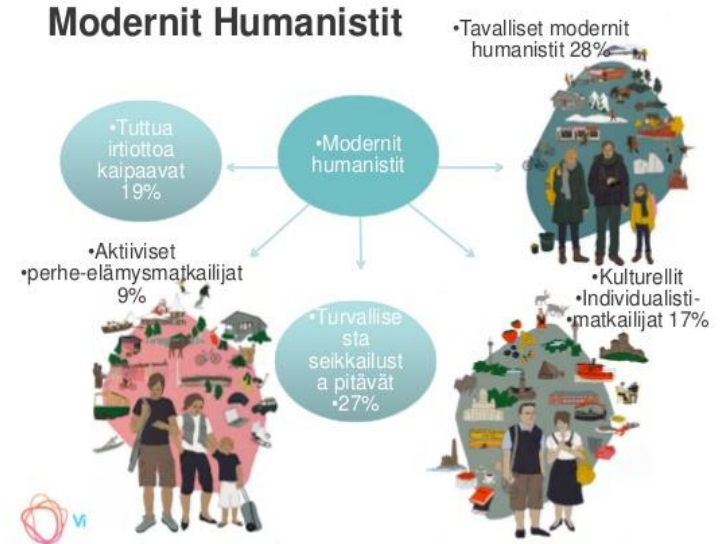 Modernit Humanistit
•Tavalliset modernit
humanistit 28%
•Tuttua
irtiottoa
kaipaavat
19%
•Modernit
humanistit
•Aktiiviset
•perhe-elämysmatkailijat
9%
•Turvallise
sta
seikkailust
a pitävät
•27%
•Kulturellit
•Individualisti-
•matkailijat 17%
Vi